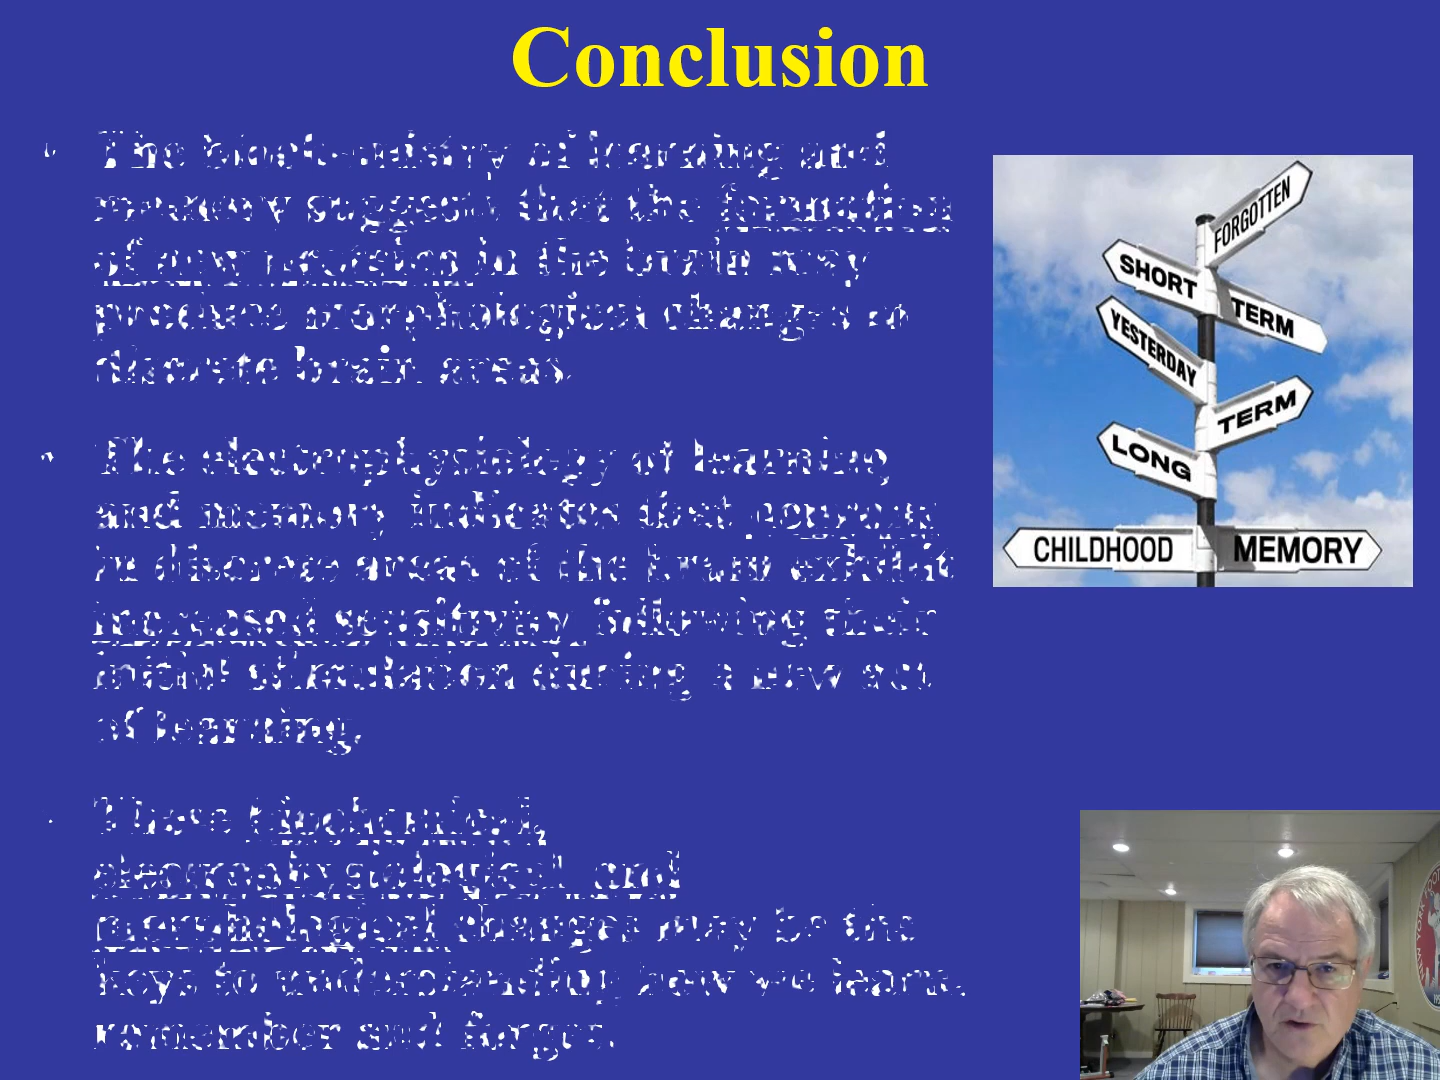 Conclusion
The biochemistry of learning and
memory suggests that the formation
of any in the brain may
produce morphological changes in
discrete brain areas.
The electrophysiology of learning
and memory indicates that neurons
in discrete areas of the brain exhibit
increased sensitivity following their
initial stimulation during a new act
of learning.
These biochemical,
electrophysiological, and
morphological changes may be the
keys to understanding how we learn,
remember and forget.
FORGOTTEN
SHORT
TERM
YESTERDAY
TERM
LONG
CHILDHOOD MEMORY